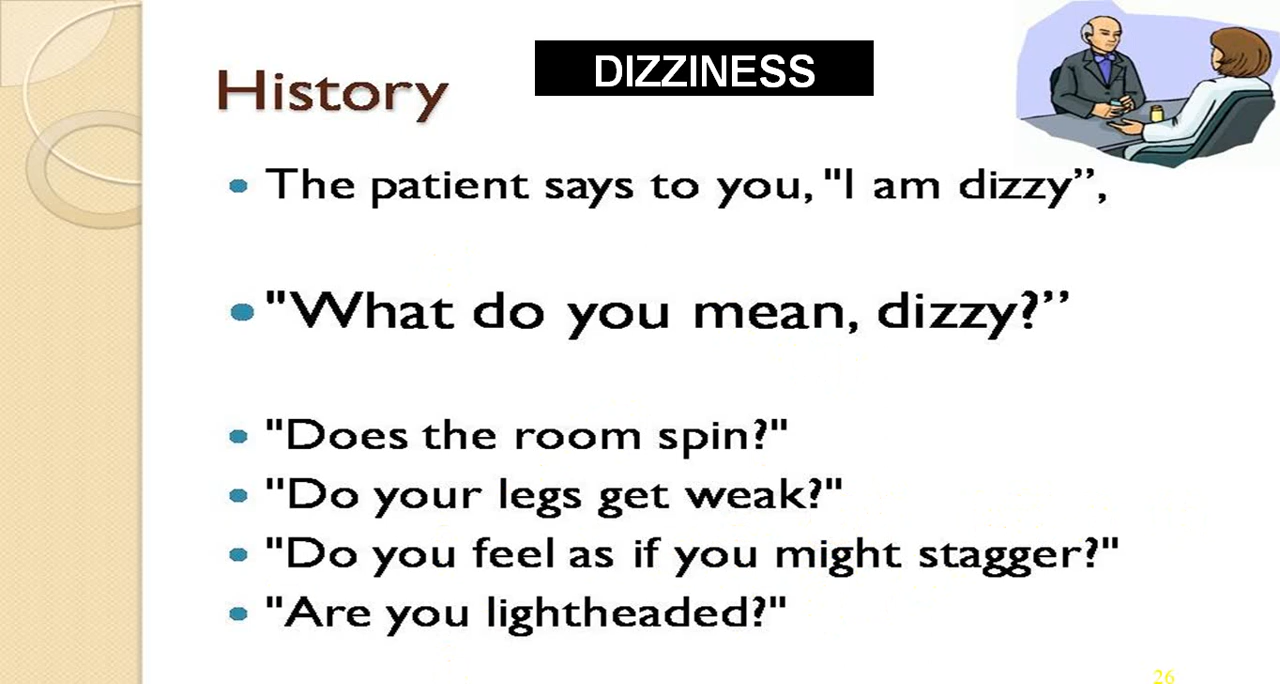 History
DIZZINESS
• The patient says to you, "I am dizzy”,
• "What do you mean, dizzy?”
• "Does the room spin?"
• "Do your legs get weak?"
• "Do you feel as if you might stagger?"
• "Are you lightheaded?"
26